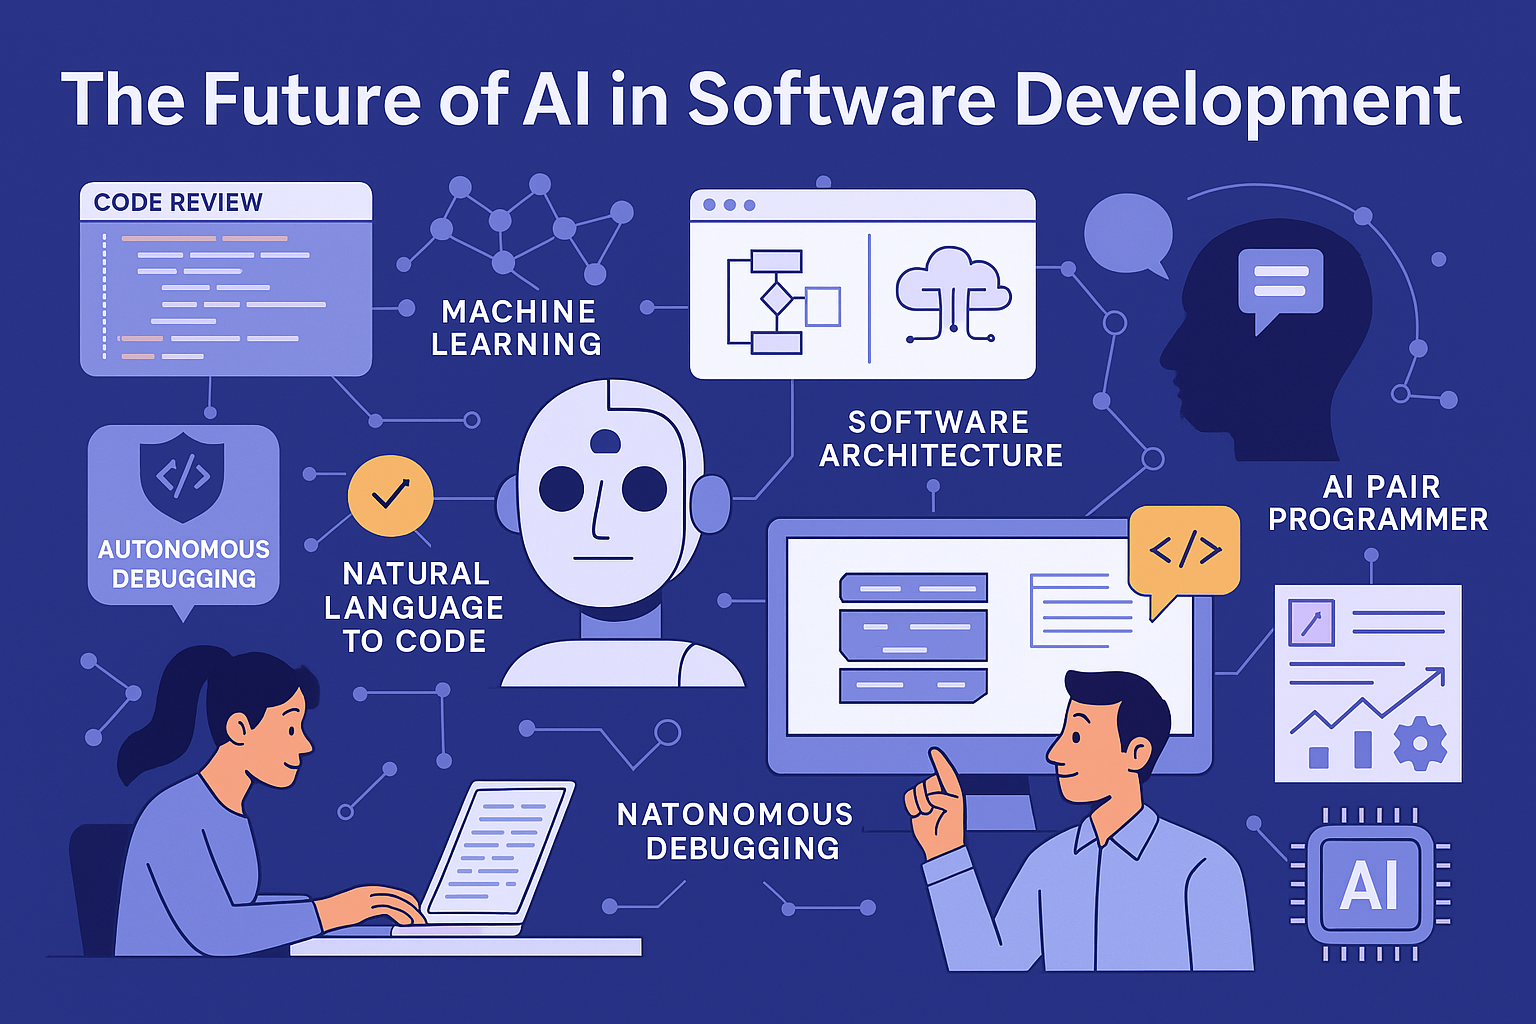 The Future of AI in Software Development
CODE REVIEW
MACHINE
LEARNING
SOFTWARE
ARCHITECTURE
AI PAIR
PROGRAMMER
</>
AUTONOMOUS
DEBUGGING
NATURAL
LANGUAGE
TO CODE
</>
NATONOMOUS
DEBUGGING
AI